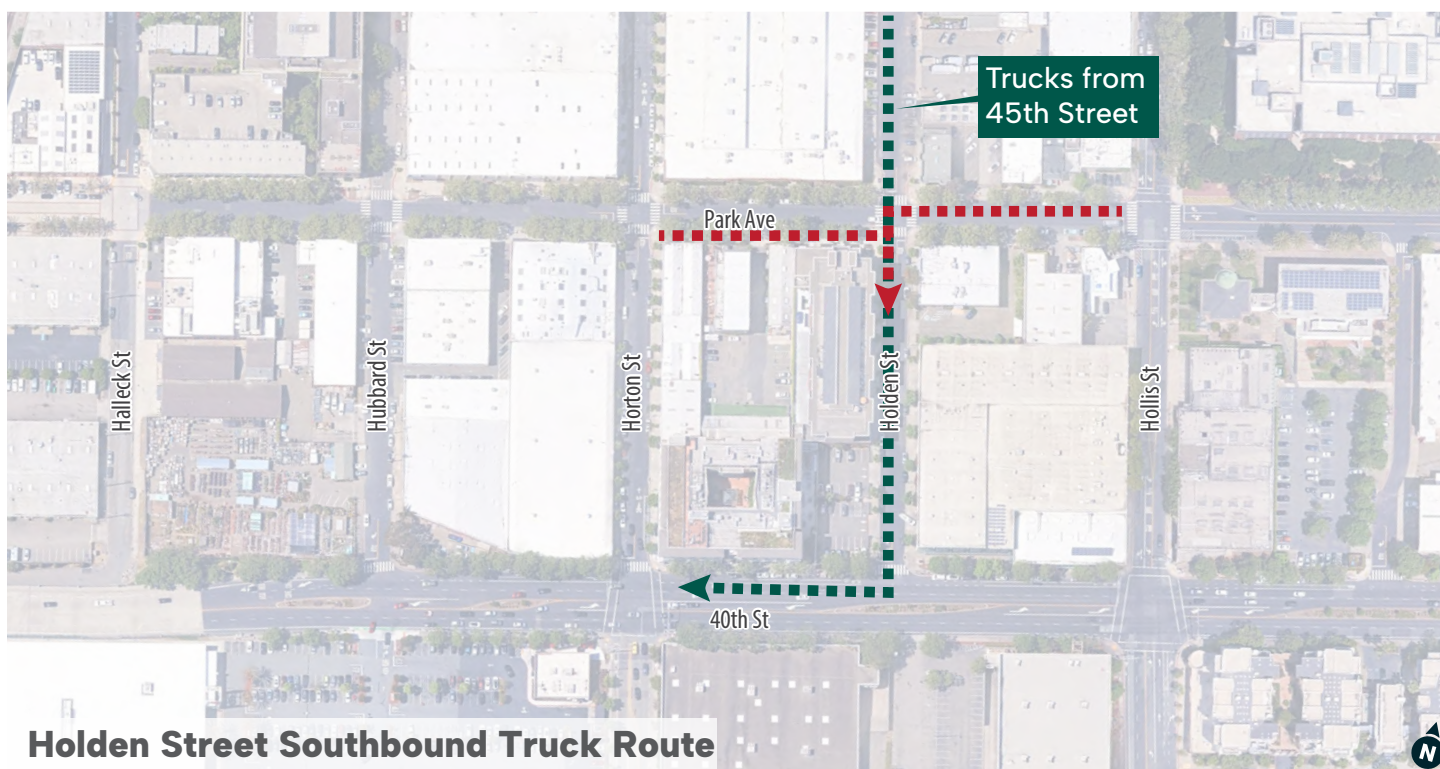 Trucks from
45th Street
Park Ave
Halleck St
Hubbard St
Horton St
Holden St
Hollis St
40th St
Holden Street Southbound Truck Route
N